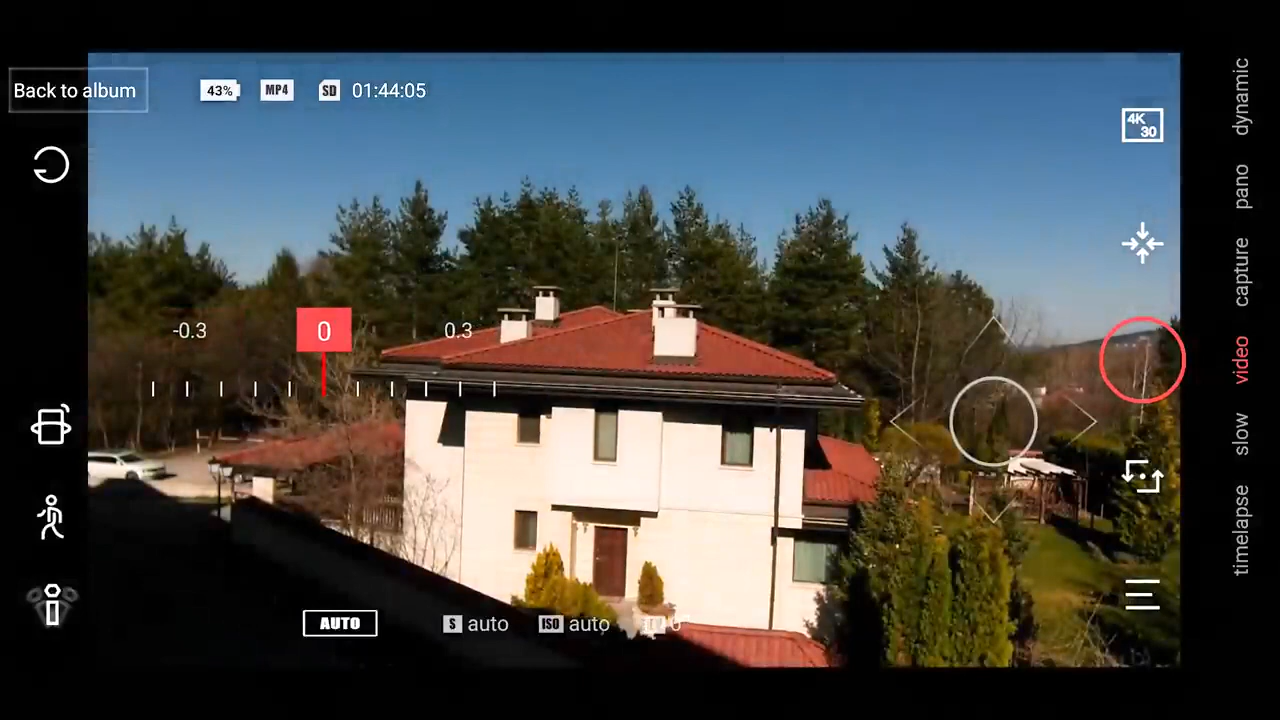 Back to album
43%
MP4
SD 01:44:05
4K
30
-0.3
0
0.3
AUTO
S auto
ISO auto
dynamic
pano
capture
video
slow
timelapse